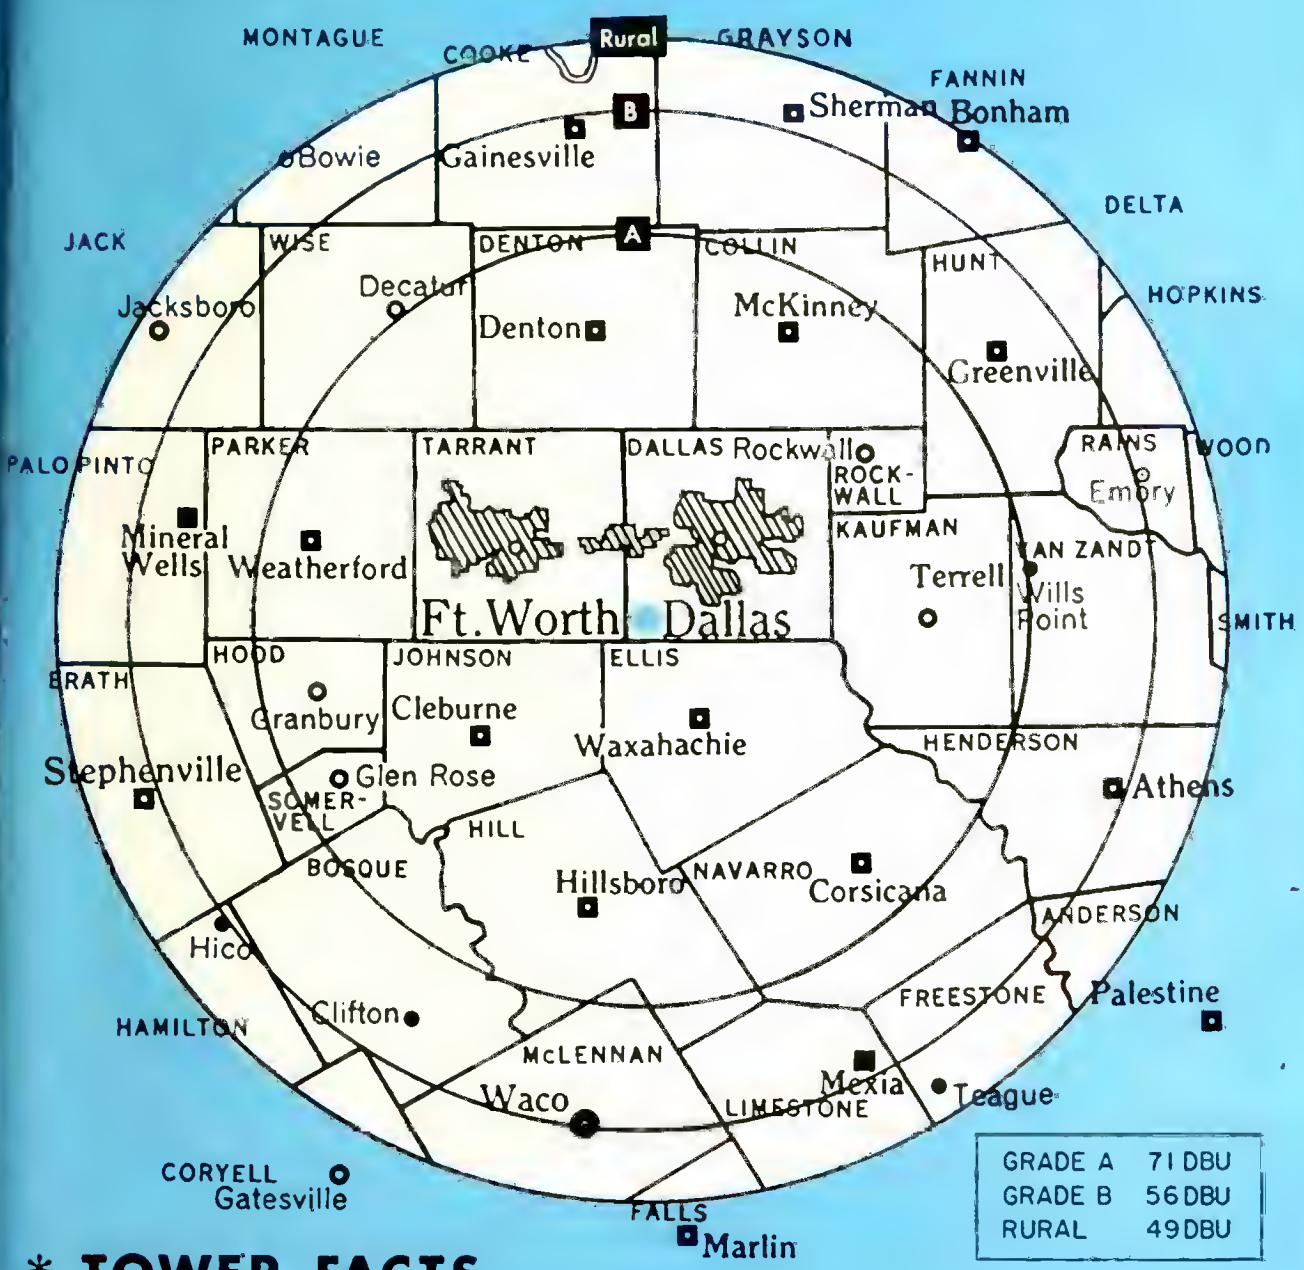 MONTAGUE
COOKE
Rural
GRAYSON
FANNIN
B
Sherman
Bonham
Bowie
Gainesville
DELTA
JACK
WISE
DENTON
A
COLLIN
HUNT
HOPKINS
Jacksboro
Decatur
Denton
McKinney
Greenville
PALO PINTO
PARKER
TARRANT
DALLAS
Rockwall
ROCK-
WALL
RAINS
WOOD
Emory
Mineral
Wells
Weatherford
KAUFMAN
VAN ZANDT
Terrell
Wills
Point
Ft. Worth
Dallas
SMITH
HOOD
JOHNSON
ELLIS
ERATH
Granbury
Cleburne
Waxahachie
HENDERSON
Stephenville
Glen Rose
Athens
SOMER-
VELL
HILL
BOSQUE
Hillsboro
NAVARRO
Corsicana
ANDERSON
Hico
Clifton
FREESTONE
Palestine
HAMILTON
McLENNAN
Mexia
Waco
LIMESTONE
Teague
CORYELL
Gatesville
FALLS
Marlin
GRADE A 71 DBU
GRADE B 56 DBU
RURAL 49 DBU
* TOWER FACTS